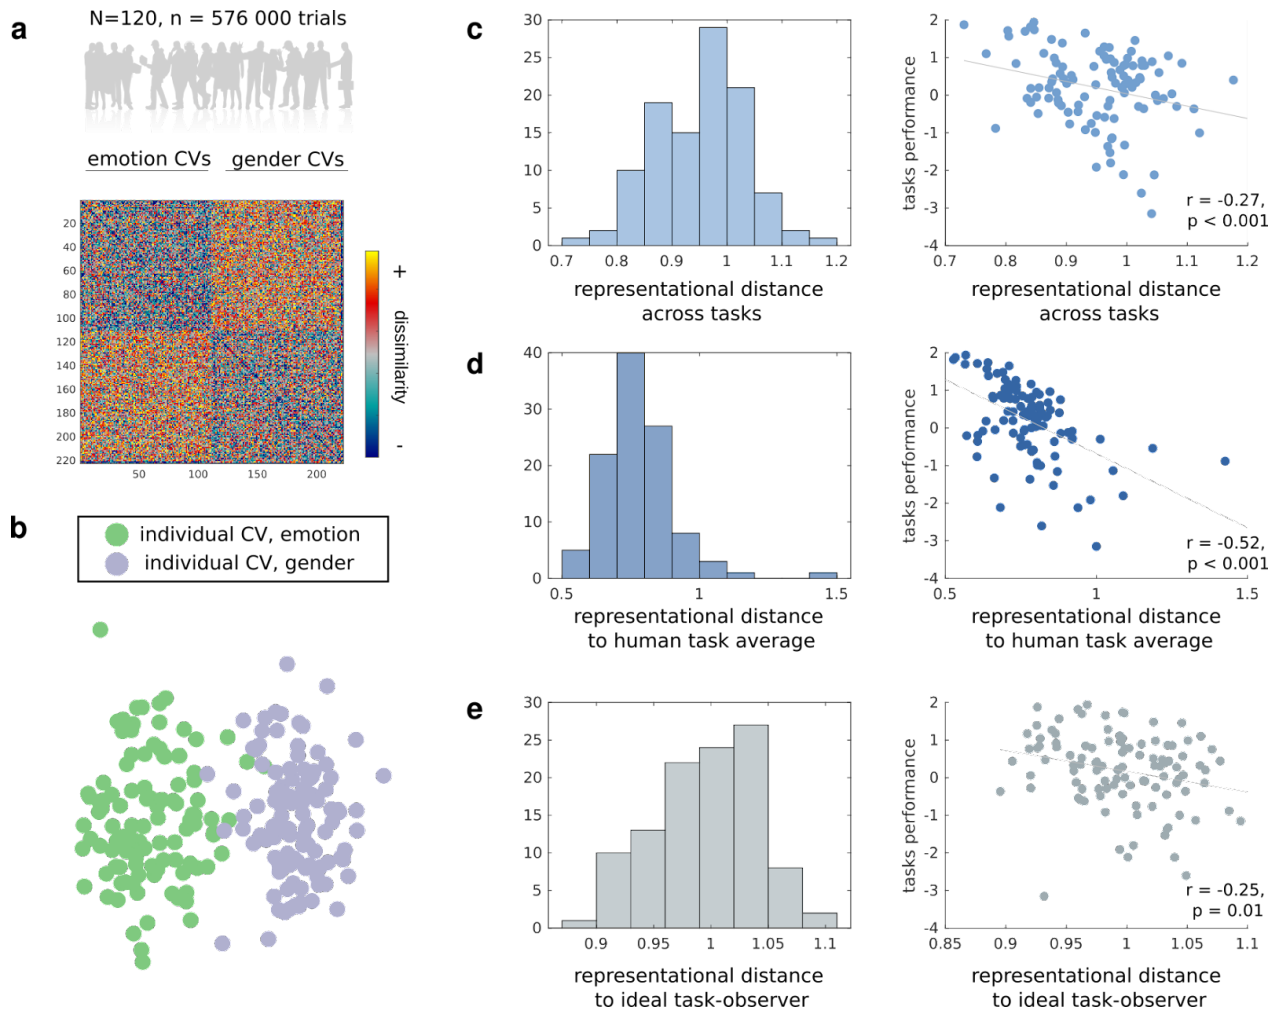 a
N=120, n = 576 000 trials
emotion CVs gender CVs
20
40
60
80
100
120
140
160
180
200
220
50 100 150 200
+
dissimilarity
-
b
individual CV, emotion
individual CV, gender
c
30
25
20
15
10
5
0
0.7 0.8 0.9 1 1.1 1.2
representational distance
across tasks
tasks performance
2
1
0
-1
-2
-3
-4
r = -0.27,
p < 0.001
0.7 0.8 0.9 1 1.1 1.2
representational distance
across tasks
d
40
30
20
10
0
0.5 1 1.5
representational distance
to human task average
tasks performance
2
1
0
-1
-2
-3
-4
r = -0.52,
p < 0.001
0.5 1 1.5
representational distance
to human task average
e
30
25
20
15
10
5
0
0.9 0.95 1 1.05 1.1
representational distance
to ideal task-observer
tasks performance
2
1
0
-1
-2
-3
-4
r = -0.25,
p = 0.01
0.85 0.9 0.95 1 1.05 1.1
representational distance
to ideal task-observer